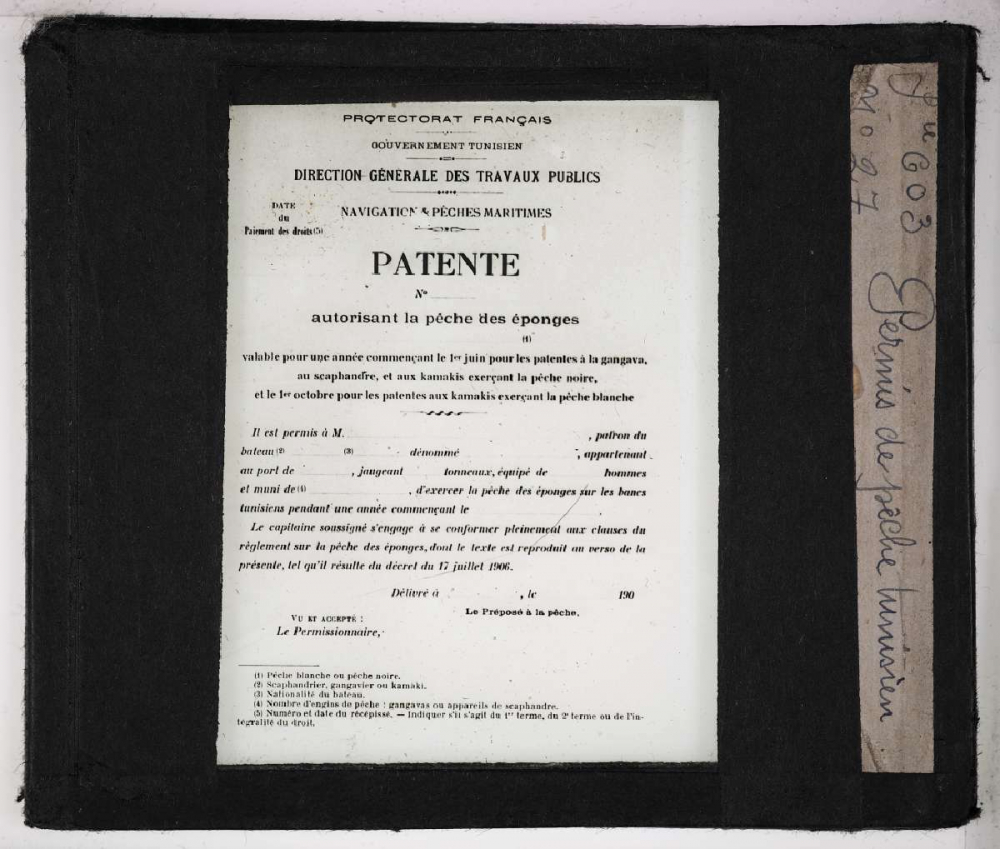 PROTECTORAT FRANÇAIS
GOUVERNEMENT TUNISIEN
DIRECTION GÉNÉRALE DES TRAVAUX PUBLICS
DATE
du
Paiement des droits (5)
NAVIGATION & PÊCHES MARITIMES
PATENTE
No
autorisant la pêche des éponges
(1)
valable pour une année commençant le 1er juin pour les patentes à la gangava,
au scaphandre, et aux kamakis exerçant la pêche noire,
et le 1er octobre pour les patentes aux kamakis exerçant la pêche blanche
Il est permis à M. , patron du
bateau (2) (3) dénommé , appartenant
au port de , jaugeant tonneaux, équipé de hommes
et muni de (4) , d'exercer la pêche des éponges sur les bancs
tunisiens pendant une année commençant le
Le capitaine soussigné s'engage à se conformer pleinement aux clauses du
règlement sur la pêche des éponges, dont le texte est reproduit au verso de la
présente, tel qu'il résulte du décret du 17 juillet 1906.
Délivré à , le 190
Le Préposé à la pêche,
VU ET ACCEPTÉ :
Le Permissionnaire,
(1) Pêche blanche ou pêche noire.
(2) Scaphandrier, gangavier ou kamaki.
(3) Nationalité du bateau.
(4) Nombre d'engins de pêche : gangavas ou appareils de scaphandre.
(5) Numéro et date du récépissé. — Indiquer s'il s'agit du 1er terme, du 2e terme ou de l'in-
tégralité du droit.
603 Permis de pêche tunisien